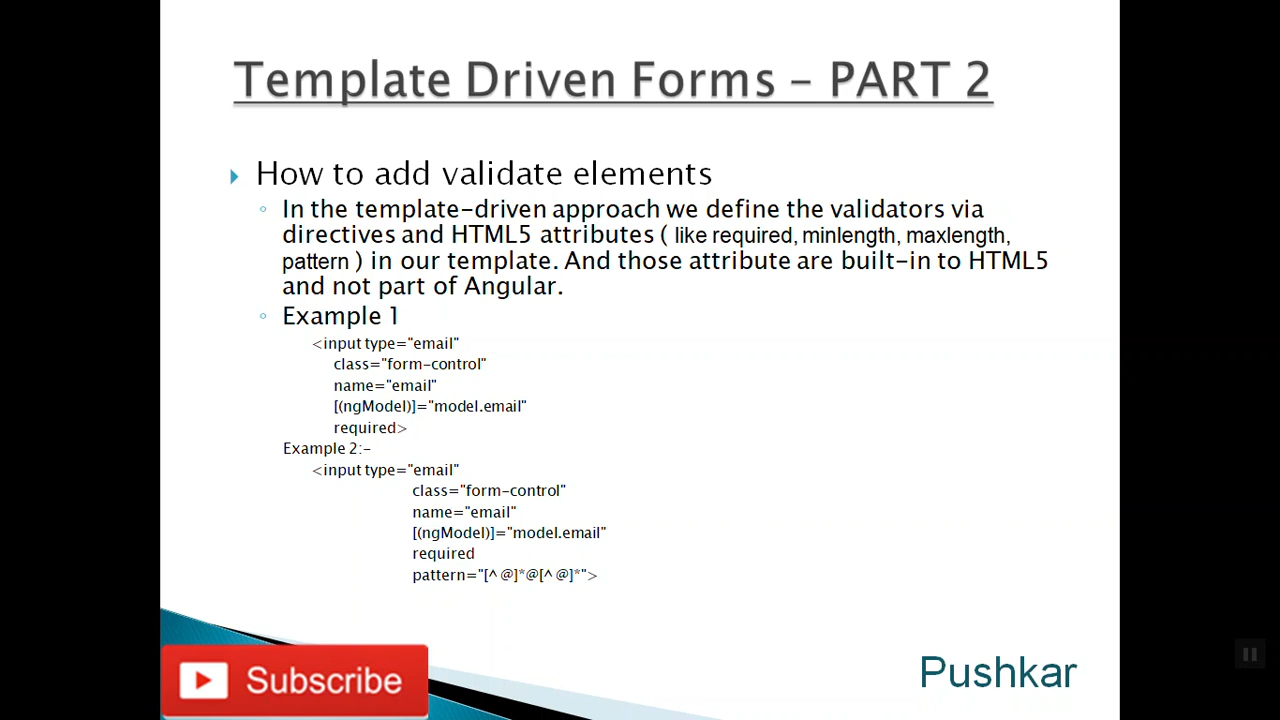 Template Driven Forms – PART 2
How to add validate elements
In the template-driven approach we define the validators via
directives and HTML5 attributes ( like required, minlength, maxlength,
pattern ) in our template. And those attribute are built-in to HTML5
and not part of Angular.
Example 1
<input type="email"
class="form-control"
name="email"
[(ngModel)]="model.email"
required>
Example 2:-
<input type="email"
class="form-control"
name="email"
[(ngModel)]="model.email"
required
pattern="[^ @]*@[^ @]*">
Subscribe
Pushkar